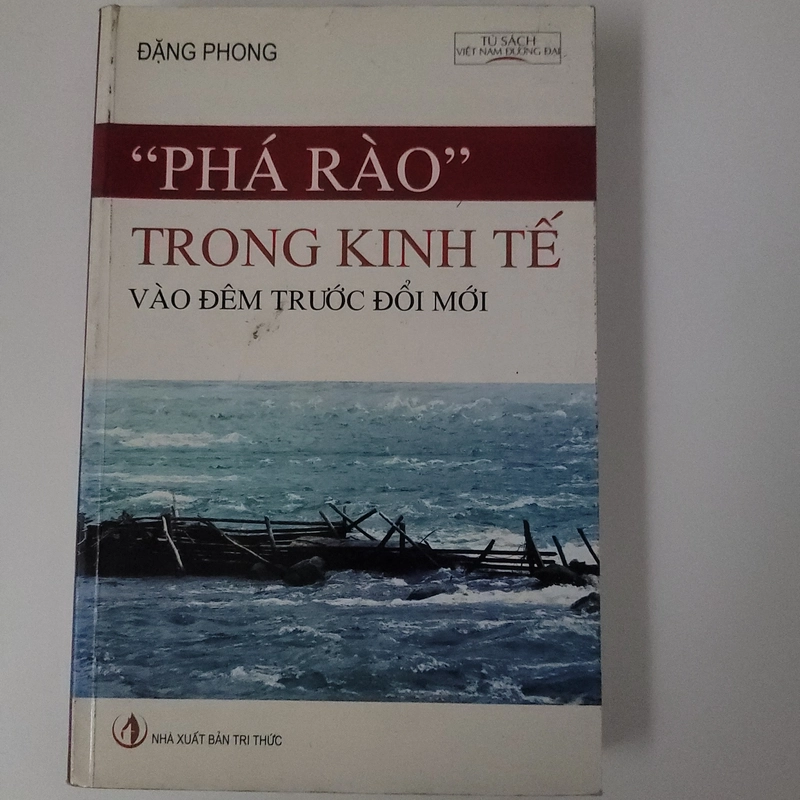 ĐẶNG PHONG
TỦ SÁCH
VIỆT NAM ĐƯƠNG ĐẠI
“PHÁ RÀO”
TRONG KINH TẾ
VÀO ĐÊM TRƯỚC ĐỔI MỚI
NHÀ XUẤT BẢN TRI THỨC